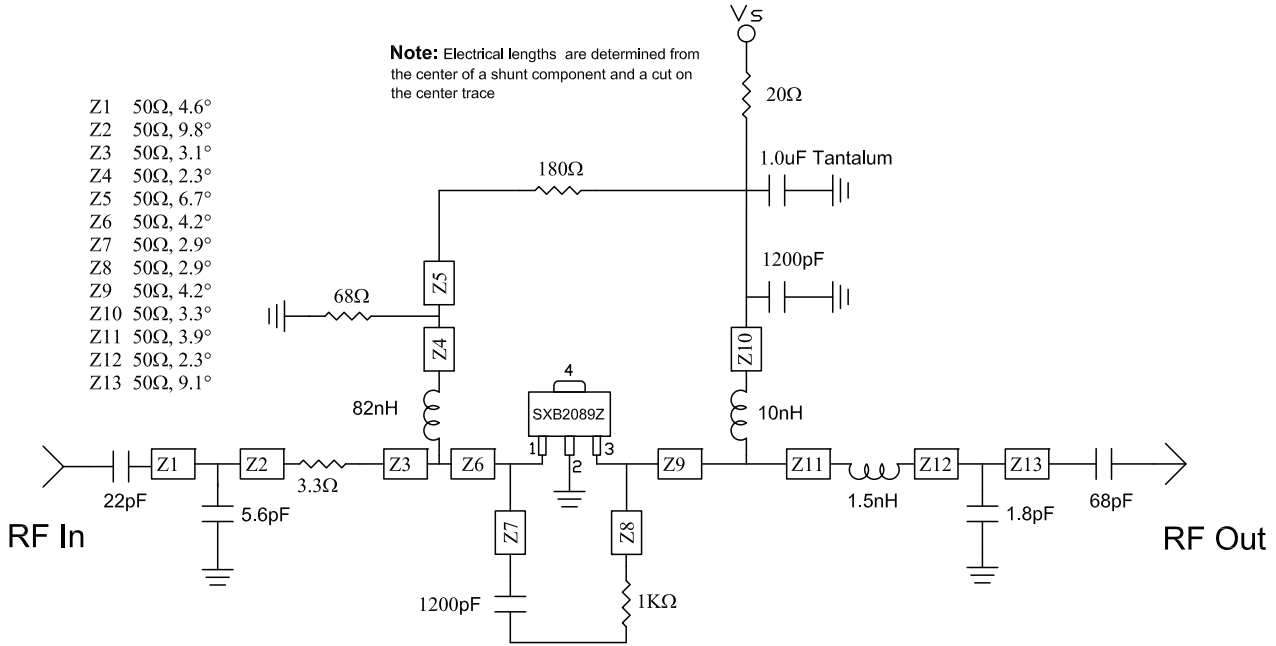 Vs
Note: Electrical lengths are determined from
the center of a shunt component and a cut on
the center trace
20Ω
Z1 50Ω, 4.6°
Z2 50Ω, 9.8°
Z3 50Ω, 3.1°
Z4 50Ω, 2.3°
Z5 50Ω, 6.7°
Z6 50Ω, 4.2°
Z7 50Ω, 2.9°
Z8 50Ω, 2.9°
Z9 50Ω, 4.2°
Z10 50Ω, 3.3°
Z11 50Ω, 3.9°
Z12 50Ω, 2.3°
Z13 50Ω, 9.1°
180Ω
1.0uF Tantalum
1200pF
Z5
68Ω
Z4
Z10
4
82nH
SXB2089Z
10nH
1
2
3
Z1
Z2
Z3
Z6
Z9
Z11
Z12
Z13
22pF
3.3Ω
1.5nH
68pF
5.6pF
1.8pF
RF In
RF Out
Z7
Z8
1200pF
1KΩ